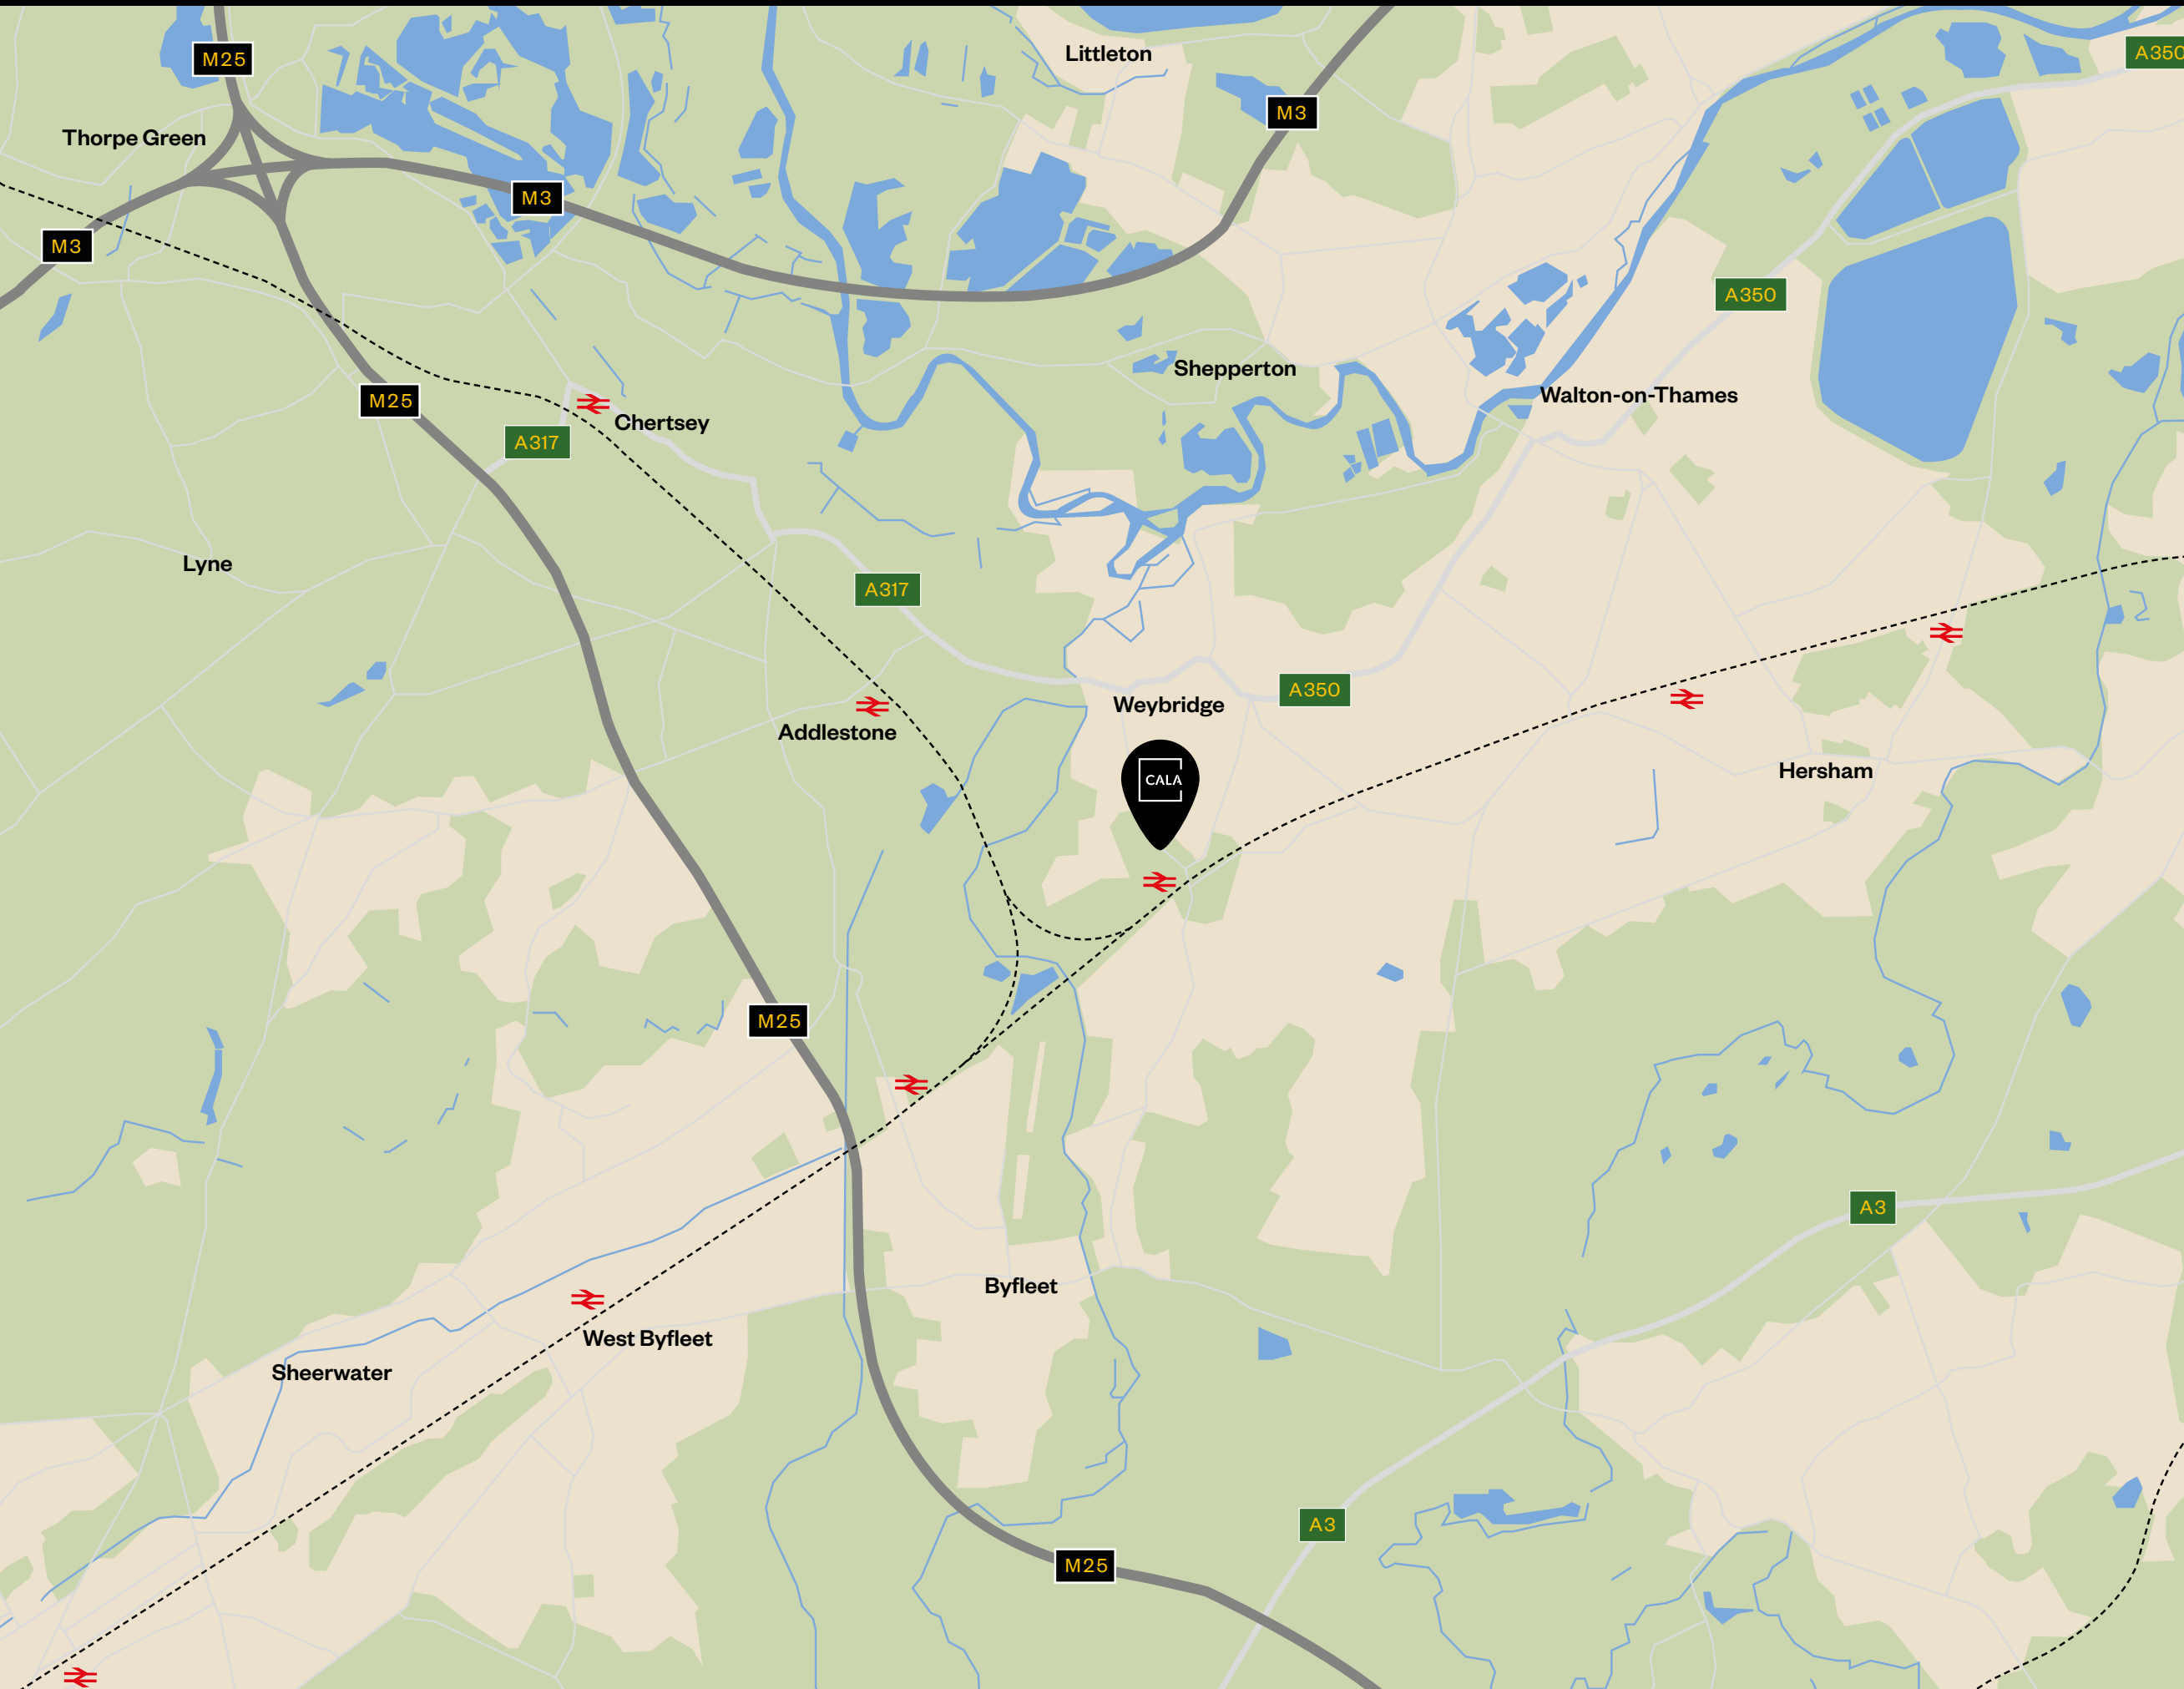 Littleton
A350
M25
M3
Thorpe Green
M3
M3
A350
Shepperton
Walton-on-Thames
M25
Chertsey
A317
Lyne
A317
A350
Weybridge
Addlestone
CALA
Hersham
M25
A3
Byfleet
West Byfleet
Sheerwater
A3
M25